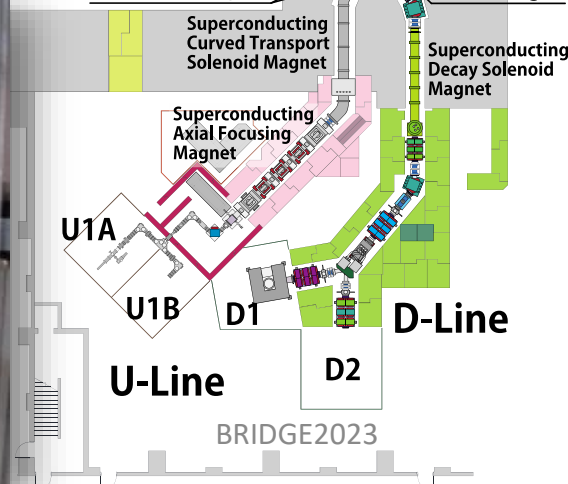 Superconducting
Curved Transport
Solenoid Magnet
Superconducting
Decay Solenoid
Magnet
Superconducting
Axial Focusing
Magnet
U1A
U1B
D1
D-Line
D2
U-Line
BRIDGE2023